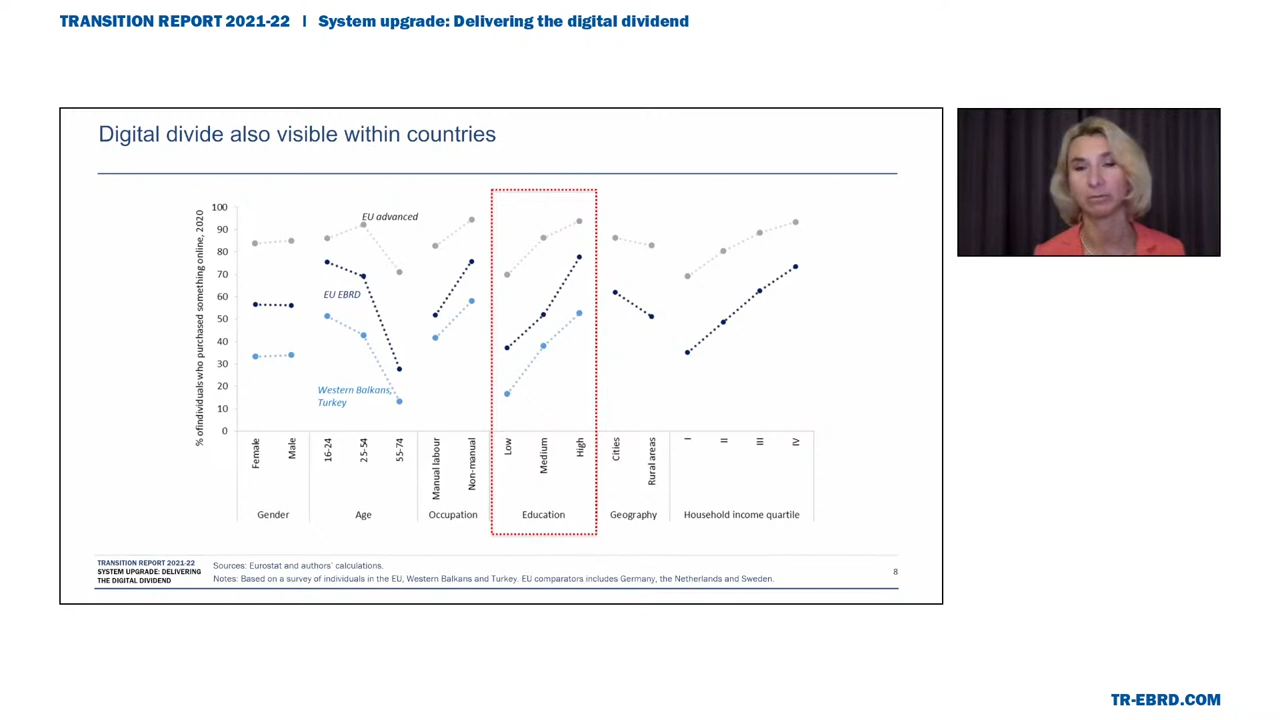 TRANSITION REPORT 2021-22 I System upgrade: Delivering the digital dividend
Digital divide also visible within countries
% ofindividuals who purchased something online, 2020
100
90
80
70
60
50
40
30
20
10
0
EU advanced
EU EBRD
Western Balkans,
Turkey
Female
Male
16-24
25-54
55-74
Manual labour
Non-manual
Low
Medium
High
Cities
Rural areas
I
II
III
IV
Gender
Age
Occupation
Education
Geography
Household income quartile
TRANSITION REPORT 2021-22
SYSTEM UPGRADE: DELIVERING
THE DIGITAL DIVIDEND
Sources: Eurostat and authors' calculations.
Notes: Based on a survey of individuals in the EU, Western Balkans and Turkey. EU comparators includes Germany, the Netherlands and Sweden.
8
TR-EBRD.COM